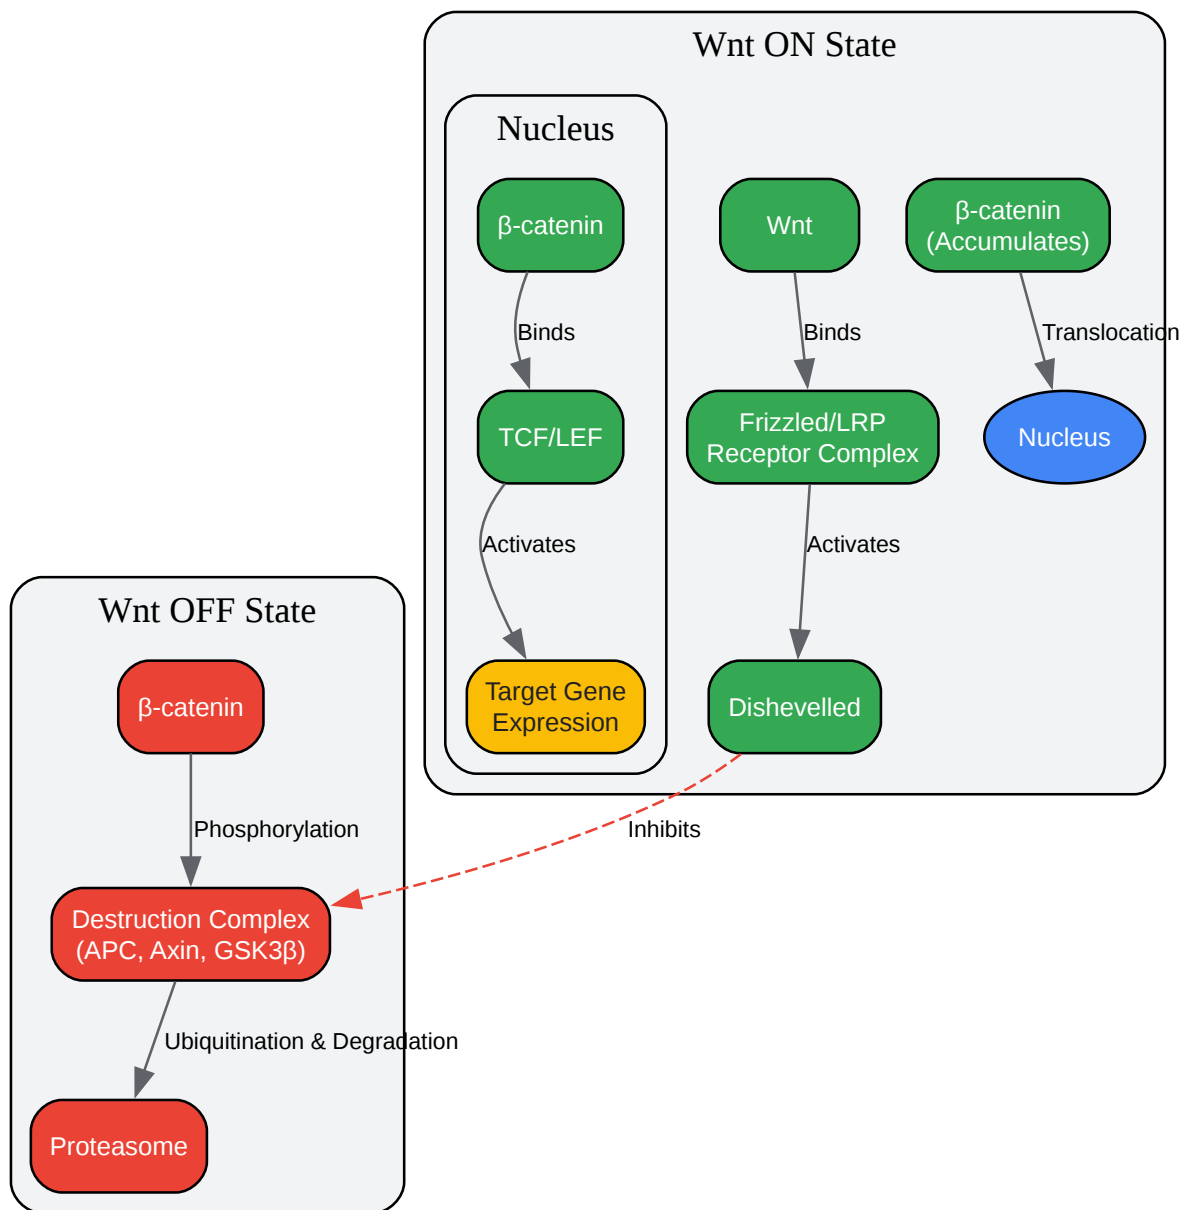 Wnt ON State
Nucleus
β-catenin
Wnt
β-catenin
(Accumulates)
Binds
Binds
Translocation
TCF/LEF
Frizzled/LRP
Receptor Complex
Nucleus
Activates
Activates
Target Gene
Expression
Dishevelled
Inhibits
Wnt OFF State
β-catenin
Phosphorylation
Destruction Complex
(APC, Axin, GSK3β)
Ubiquitination & Degradation
Proteasome